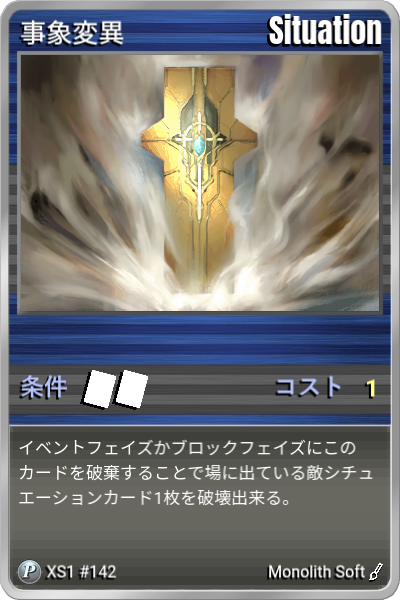 事象変異
Situation
条件
コスト 1
イベントフェイズかブロックフェイズにこの
カードを破棄することで場に出ている敵シチュ
エーションカード1枚を破壊出来る。
P XS1 #142
Monolith Soft